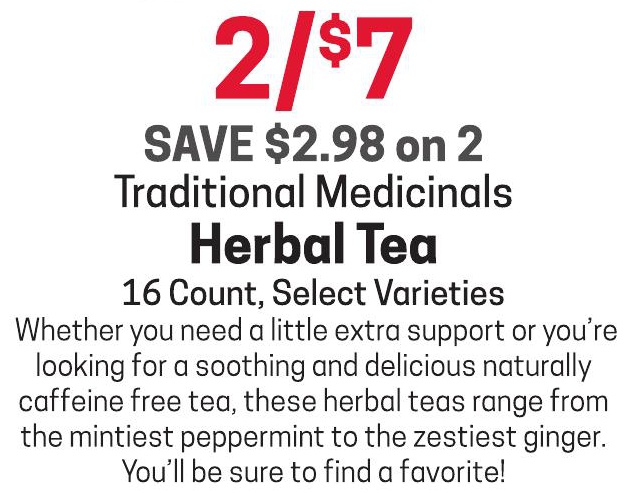 2/$7
SAVE $2.98 on 2
Traditional Medicinals
Herbal Tea
16 Count, Select Varieties
Whether you need a little extra support or you're
looking for a soothing and delicious naturally
caffeine free tea, these herbal teas range from
the mintiest peppermint to the zestiest ginger.
You'll be sure to find a favorite!